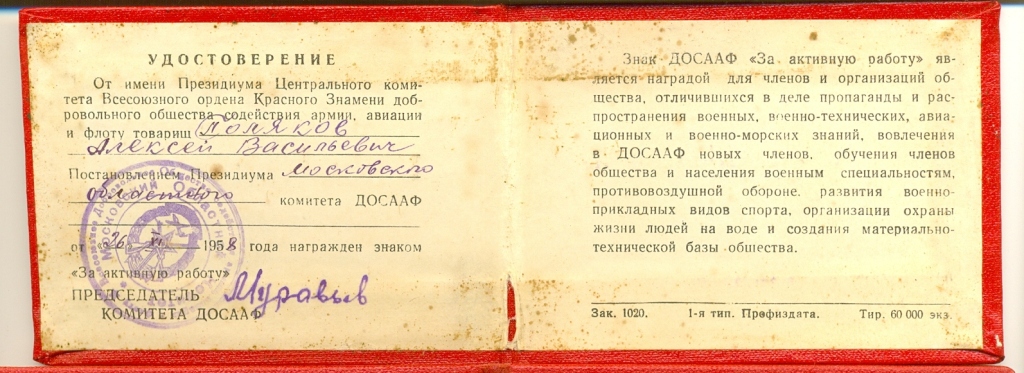 УДОСТОВЕРЕНИЕ
От имени Президиума Центрального коми-
тета Всесоюзного ордена Красного Знамени доб-
ровольного общества содействия армии, авиации
и флоту товарищ Поляков
Алексей Васильевич
Постановлением Президиума Московского
областного комитета ДОСААФ
от „26 XII 1958 года награжден знаком
«За активную работу»
ПРЕДСЕДАТЕЛЬ Муравьев
КОМИТЕТА ДОСААФ
Знак ДОСААФ «За активную работу» яв-
ляется наградой для членов и организаций об-
щества, отличившихся в деле пропаганды и рас-
пространения военных, военно-технических, авиа-
ционных и военно-морских знаний, вовлечения
в ДОСААФ новых членов, обучения членов
общества и населения военным специальностям,
противовоздушной обороне, развития военно-
прикладных видов спорта, организации охраны
жизни людей на воде и создания материально-
технической базы общества.
Зак. 1020. 1-я тип. Профиздата. Тир. 60 000 экз.